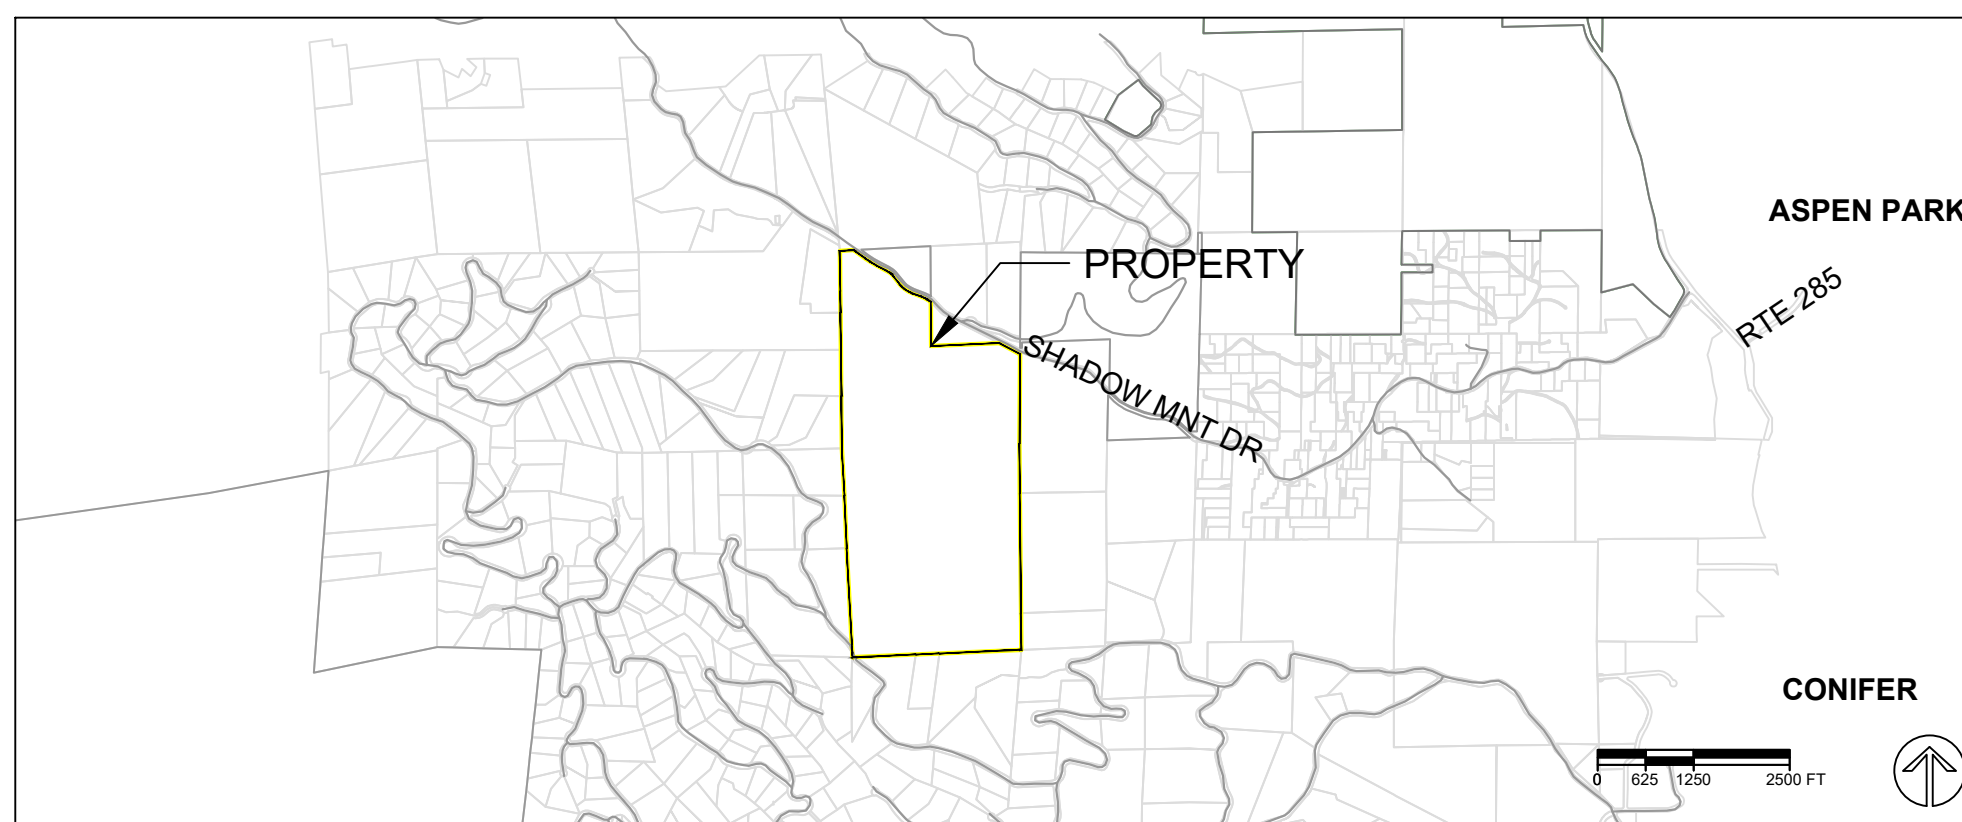 ASPEN PARK
PROPERTY
RTE 285
SHADOW MNT DR
CONIFER
0 625 1250 2500 FT